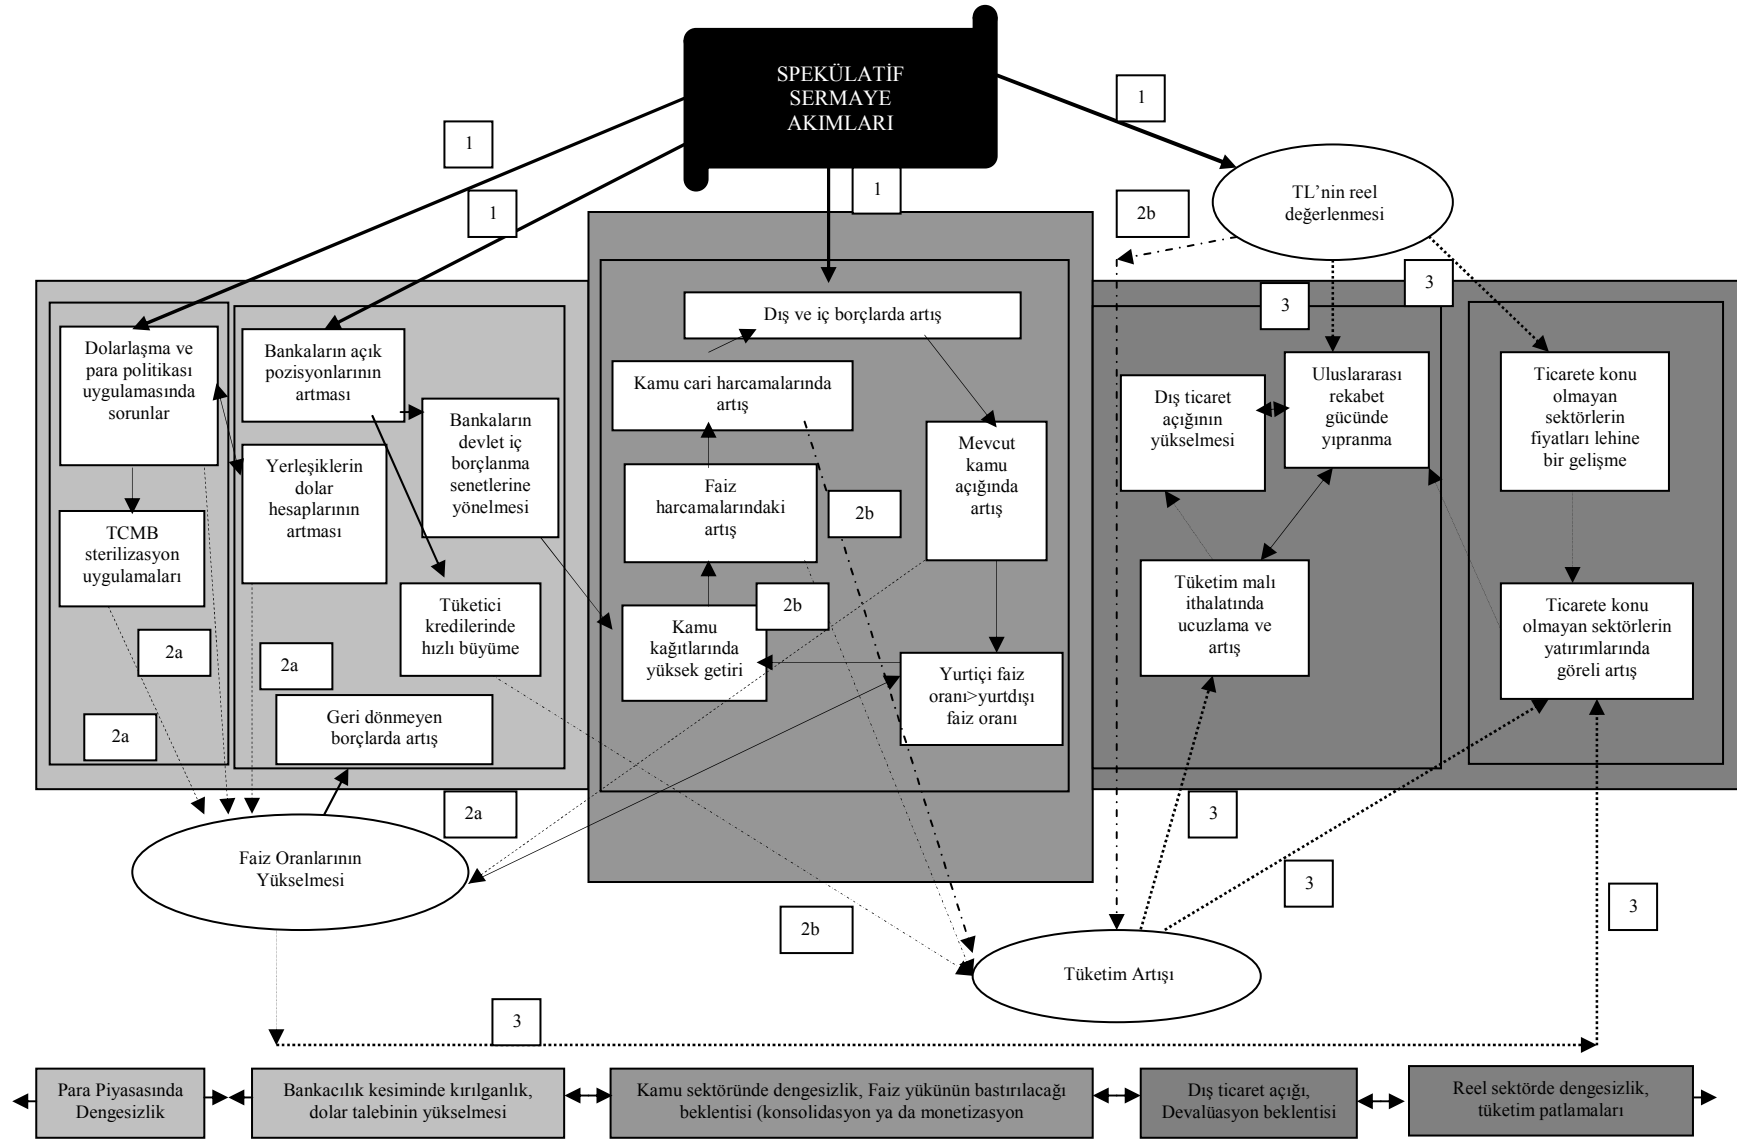 SPEKÜLATİF
SERMAYE
AKIMLARI
1
1
1
1
TL’nin reel
değerlenmesi
2b
3
3
Dolarlaşma ve
para politikası
uygulamasında
sorunlar
TCMB
sterilizasyon
uygulamaları
2a
2a
Bankaların açık
pozisyonlarının
artması
Yerleşiklerin
dolar
hesaplarının
artması
Bankaların
devlet iç
borçlanma
senetlerine
yönelmesi
Tüketici
kredilerinde
hızlı büyüme
2a
Geri dönmeyen
borçlarda artış
Dış ve iç borçlarda artış
Kamu cari harcamalarında
artış
Faiz
harcamalarındaki
artış
Kamu
kağıtlarında
yüksek getiri
Mevcut
kamu
açığında
artış
Yurtiçi faiz
oranı>yurtdışı
faiz oranı
2b
2b
Dış ticaret
açığının
yükselmesi
Uluslararası
rekabet
gücünde
yıpranma
Tüketim malı
ithalatında
ucuzlama ve
artış
Ticarete konu
olmayan
sektörlerin
fiyatları lehine
bir gelişme
Ticarete konu
olmayan sektörlerin
yatırımlarında
göreli artış
2a
3
3
3
Faiz Oranlarının
Yükselmesi
2b
Tüketim Artışı
3
Para Piyasasında
Dengesizlik
Bankacılık kesiminde kırılganlık,
dolar talebinin yükselmesi
Kamu sektöründe dengesizlik, Faiz yükünün bastırılacağı
beklentisi (konsolidasyon ya da monetizasyon
Dış ticaret açığı,
Devalüasyon beklentisi
Reel sektörde dengesizlik,
tüketim patlamaları